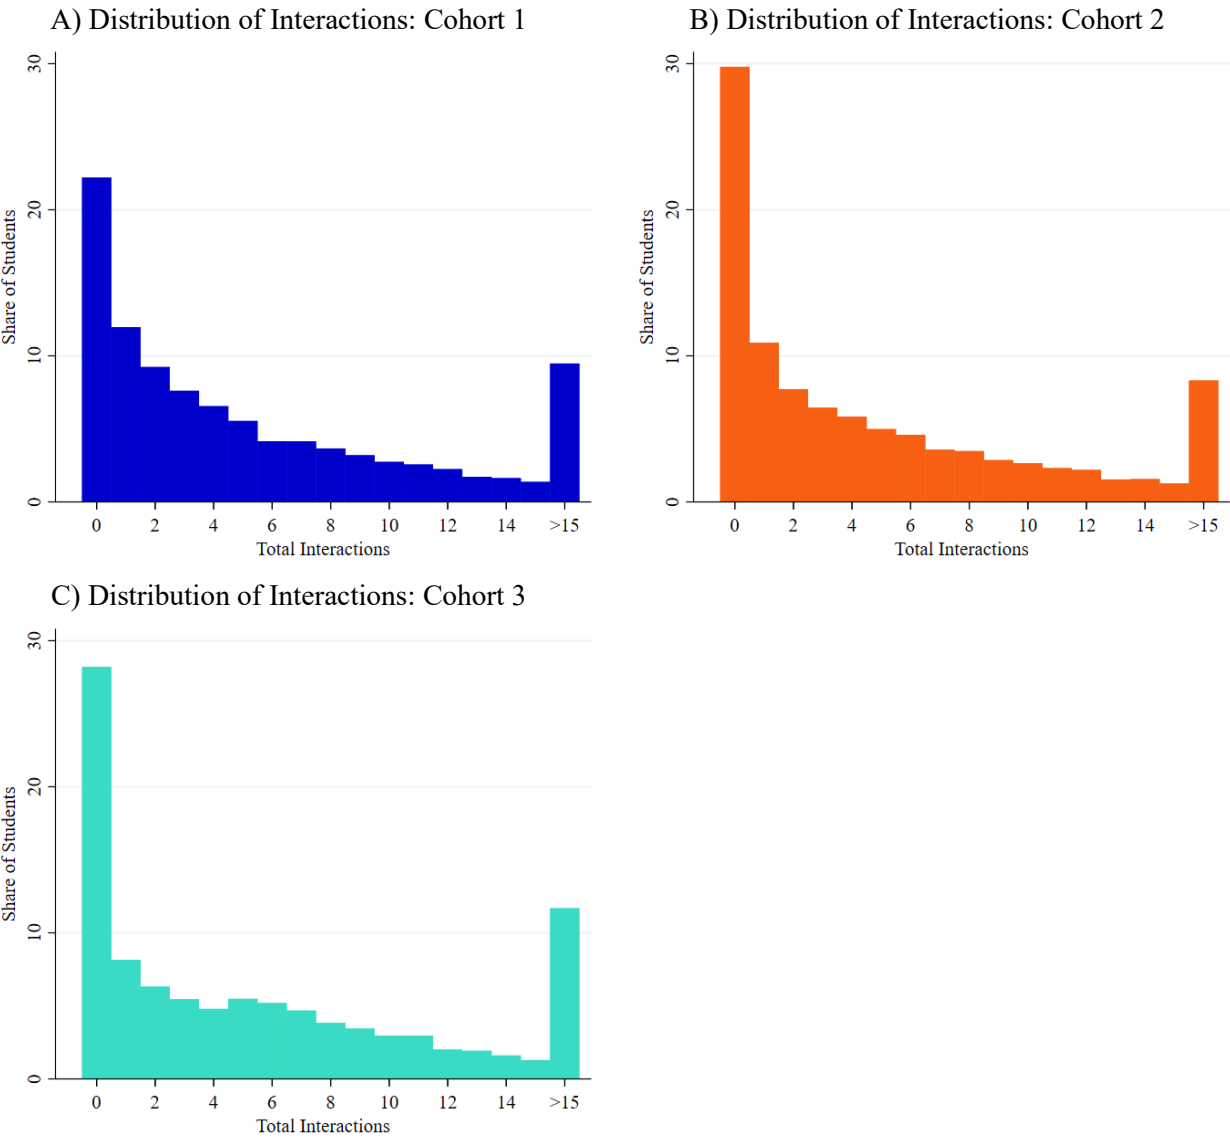 A) Distribution of Interactions: Cohort 1
30
20
10
0
Share of Students
0 2 4 6 8 10 12 14 >15
Total Interactions
B) Distribution of Interactions: Cohort 2
30
20
10
0
Share of Students
0 2 4 6 8 10 12 14 >15
Total Interactions
C) Distribution of Interactions: Cohort 3
30
20
10
0
Share of Students
0 2 4 6 8 10 12 14 >15
Total Interactions